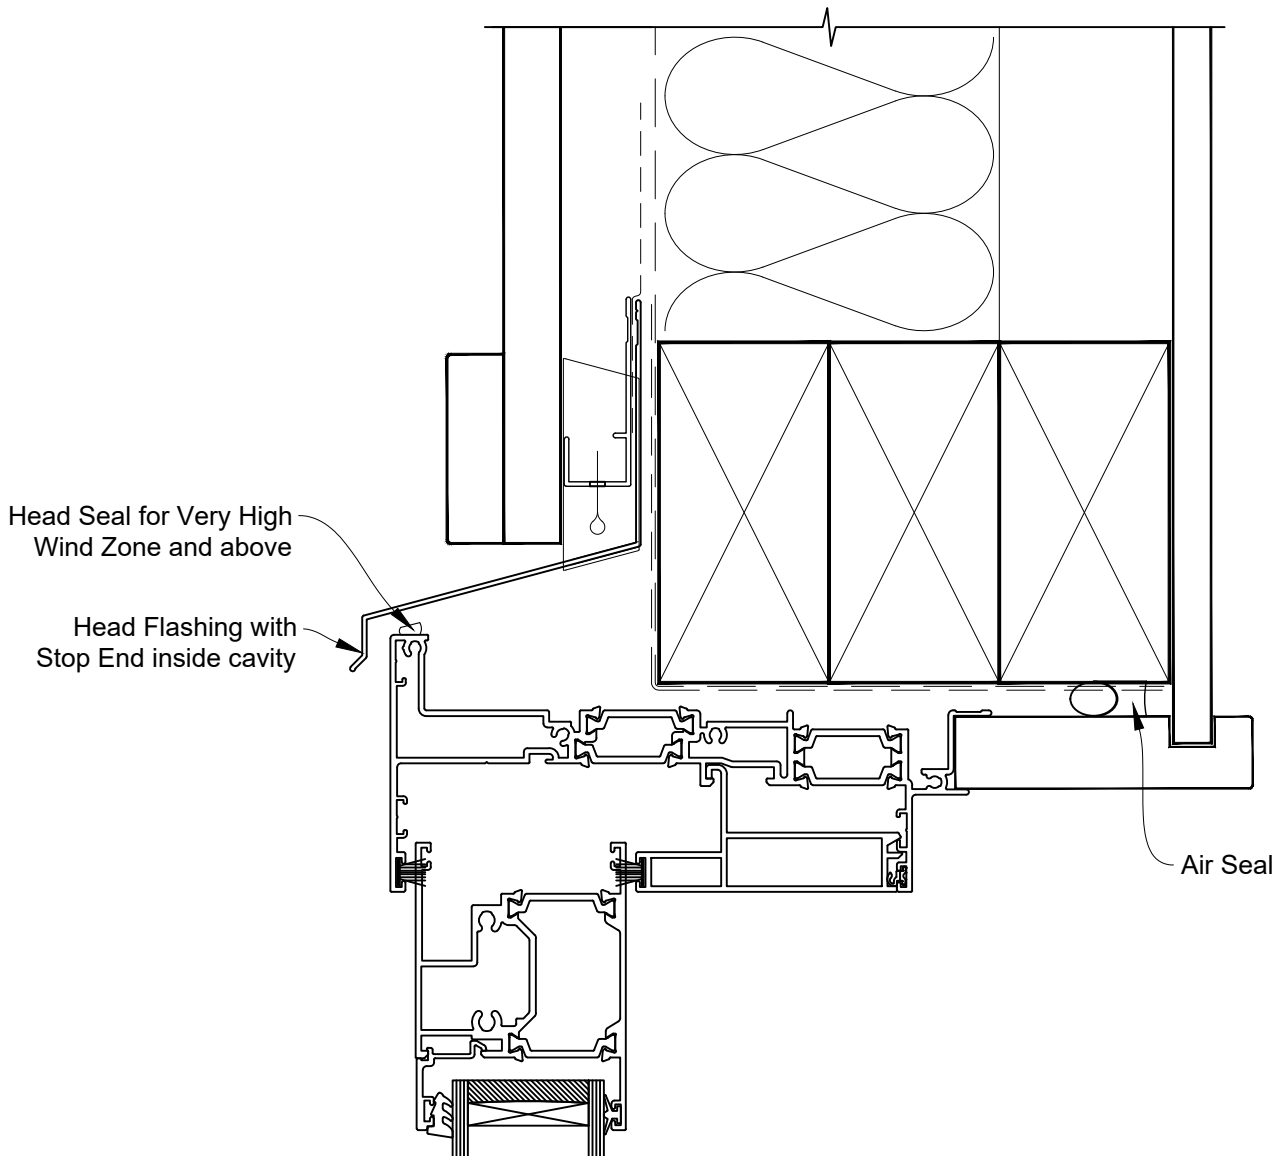 Head Seal for Very High
Wind Zone and above
Head Flashing with
Stop End inside cavity
Air Seal